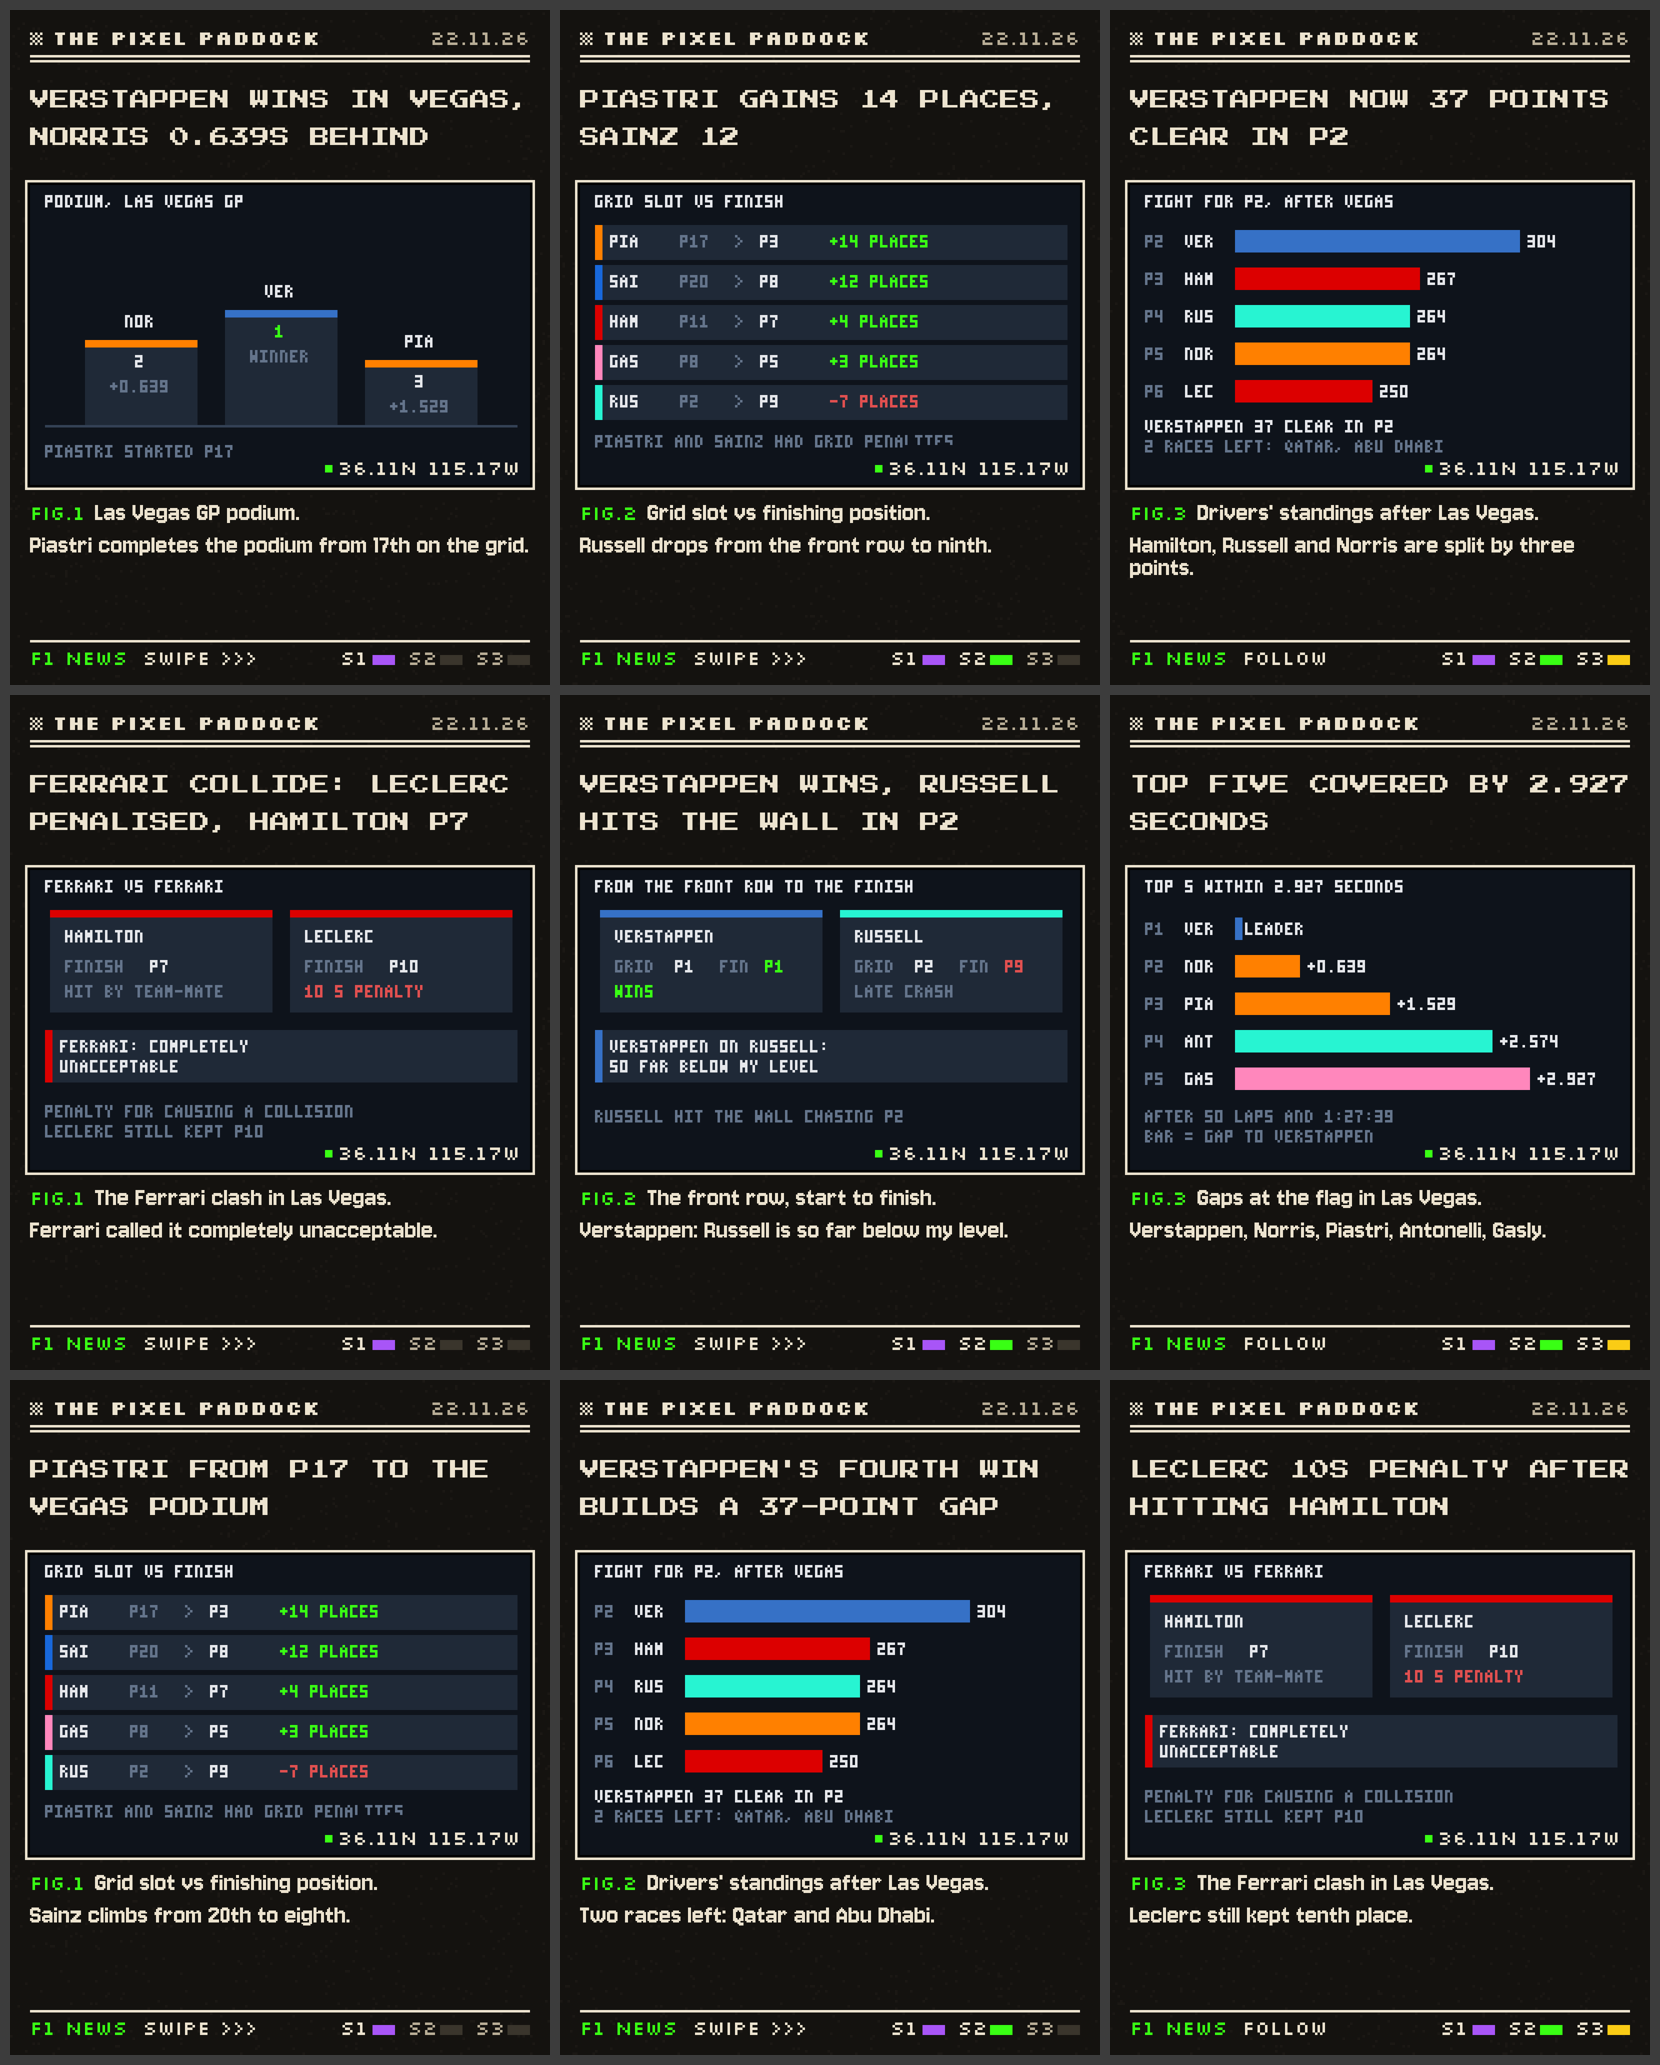 THE PIXEL PADDOCK 22.11.26
VERSTAPPEN WINS IN VEGAS,
NORRIS 0.639S BEHIND
PODIUM, LAS VEGAS GP
VER
NOR
1
PIA
2
WINNER
3
+0.639
+1.529
PIASTRI STARTED P17
36.11N 115.17W
FIG.1 Las Vegas GP podium.
Piastri completes the podium from 17th on the grid.
F1 NEWS SWIPE >>> S1 S2 S3
THE PIXEL PADDOCK 22.11.26
PIASTRI GAINS 14 PLACES,
SAINZ 12
GRID SLOT VS FINISH
PIA P17 > P3 +14 PLACES
SAI P20 > P8 +12 PLACES
HAM P11 > P7 +4 PLACES
GAS P8 > P5 +3 PLACES
RUS P2 > P9 -7 PLACES
PIASTRI AND SAINZ HAD GRID
36.11N 115.17W
FIG.2 Grid slot vs finishing position.
Russell drops from the front row to ninth.
F1 NEWS SWIPE >>> S1 S2 S3
THE PIXEL PADDOCK 22.11.26
VERSTAPPEN NOW 37 POINTS
CLEAR IN P2
FIGHT FOR P2, AFTER VEGAS
P2 VER 304
P3 HAM 267
P4 RUS 264
P5 NOR 264
P6 LEC 250
VERSTAPPEN 37 CLEAR IN P2
2 RACES LEFT: QATAR, ABU DHABI
36.11N 115.17W
FIG.3 Drivers' standings after Las Vegas.
Hamilton, Russell and Norris are split by three
points.
F1 NEWS FOLLOW S1 S2 S3
THE PIXEL PADDOCK 22.11.26
FERRARI COLLIDE: LECLERC
PENALISED, HAMILTON P7
FERRARI VS FERRARI
HAMILTON
FINISH P7
HIT BY TEAM-MATE
LECLERC
FINISH P10
10 S PENALTY
FERRARI: COMPLETELY
UNACCEPTABLE
PENALTY FOR CAUSING A COLLISION
LECLERC STILL KEPT P10
36.11N 115.17W
FIG.1 The Ferrari clash in Las Vegas.
Ferrari called it completely unacceptable.
F1 NEWS SWIPE >>> S1 S2 S3
THE PIXEL PADDOCK 22.11.26
VERSTAPPEN WINS, RUSSELL
HITS THE WALL IN P2
FROM THE FRONT ROW TO THE FINISH
VERSTAPPEN
GRID P1 FIN P1
WINS
RUSSELL
GRID P2 FIN P9
LATE CRASH
VERSTAPPEN ON RUSSELL:
SO FAR BELOW MY LEVEL
RUSSELL HIT THE WALL CHASING P2
36.11N 115.17W
FIG.2 The front row, start to finish.
Verstappen: Russell is so far below my level.
F1 NEWS SWIPE >>> S1 S2 S3
THE PIXEL PADDOCK 22.11.26
TOP FIVE COVERED BY 2.927
SECONDS
TOP 5 WITHIN 2.927 SECONDS
P1 VER LEADER
P2 NOR +0.639
P3 PIA +1.529
P4 ANT +2.574
P5 GAS +2.927
AFTER 50 LAPS AND 1:27:39
BAR = GAP TO VERSTAPPEN
36.11N 115.17W
FIG.3 Gaps at the flag in Las Vegas.
Verstappen, Norris, Piastri, Antonelli, Gasly.
F1 NEWS FOLLOW S1 S2 S3
THE PIXEL PADDOCK 22.11.26
PIASTRI FROM P17 TO THE
VEGAS PODIUM
GRID SLOT VS FINISH
PIA P17 > P3 +14 PLACES
SAI P20 > P8 +12 PLACES
HAM P11 > P7 +4 PLACES
GAS P8 > P5 +3 PLACES
RUS P2 > P9 -7 PLACES
PIASTRI AND SAINZ HAD GRID
36.11N 115.17W
FIG.1 Grid slot vs finishing position.
Sainz climbs from 20th to eighth.
F1 NEWS SWIPE >>> S1 S2 S3
THE PIXEL PADDOCK 22.11.26
VERSTAPPEN'S FOURTH WIN
BUILDS A 37-POINT GAP
FIGHT FOR P2, AFTER VEGAS
P2 VER 304
P3 HAM 267
P4 RUS 264
P5 NOR 264
P6 LEC 250
VERSTAPPEN 37 CLEAR IN P2
2 RACES LEFT: QATAR, ABU DHABI
36.11N 115.17W
FIG.2 Drivers' standings after Las Vegas.
Two races left: Qatar and Abu Dhabi.
F1 NEWS SWIPE >>> S1 S2 S3
THE PIXEL PADDOCK 22.11.26
LECLERC 10S PENALTY AFTER
HITTING HAMILTON
FERRARI VS FERRARI
HAMILTON
FINISH P7
HIT BY TEAM-MATE
LECLERC
FINISH P10
10 S PENALTY
FERRARI: COMPLETELY
UNACCEPTABLE
PENALTY FOR CAUSING A COLLISION
LECLERC STILL KEPT P10
36.11N 115.17W
FIG.3 The Ferrari clash in Las Vegas.
Leclerc still kept tenth place.
F1 NEWS FOLLOW S1 S2 S3